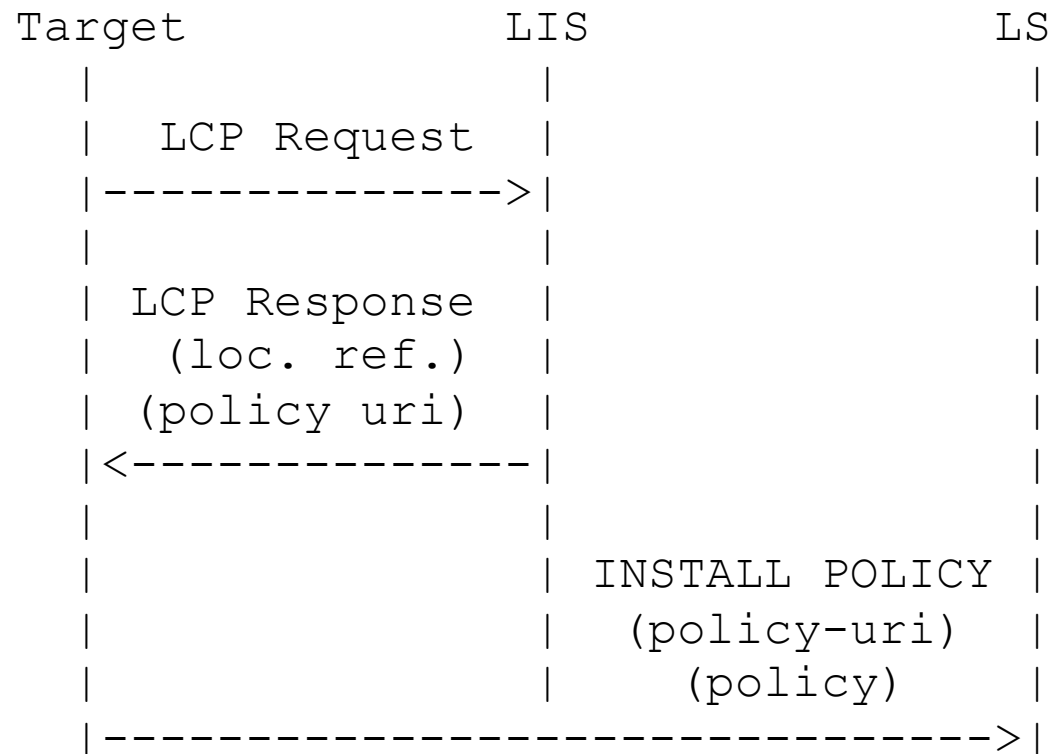 Target LIS LS
LCP Request
LCP Response
(loc. ref.)
(policy uri)
INSTALL POLICY
(policy-uri)
(policy)